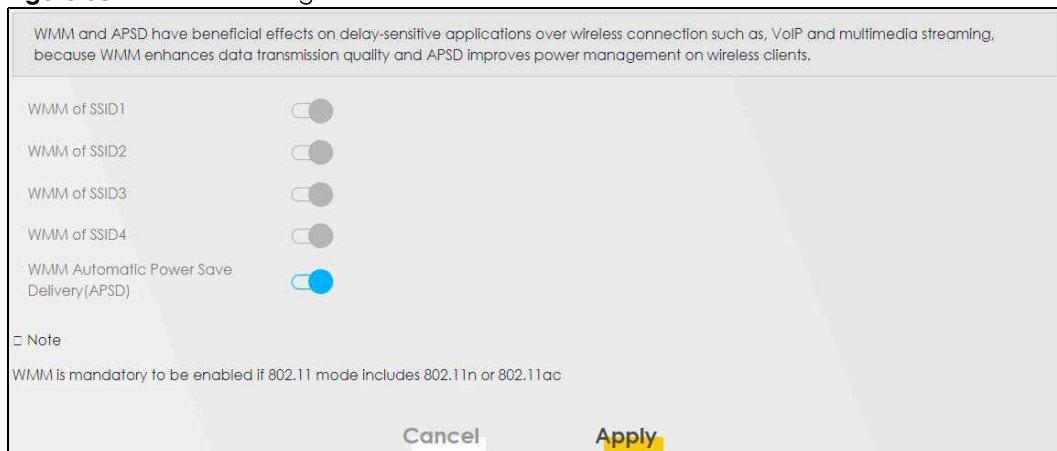 WMM and APSD have beneficial effects on delay-sensitive applications over wireless connection such as, VoIP and multimedia streaming,
because WMM enhances data transmission quality and APSD improves power management on wireless clients.
WMM of SSID1
WMM of SSID2
WMM of SSID3
WMM of SSID4
WMM Automatic Power Save
Delivery(APSD)
Note
WMM is mandatory to be enabled if 802.11 mode includes 802.11n or 802.11ac
Cancel Apply